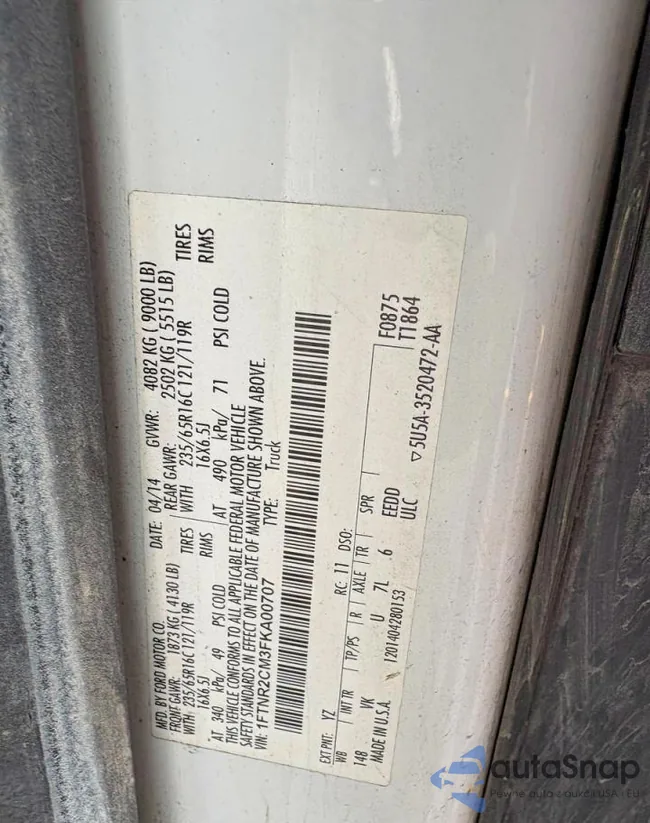 MFD. BY FORD MOTOR CO.
DATE: 04/14 GVWR: 4082 KG ( 9000 LB)
FRONT GAWR: 1873 KG ( 4130 LB) REAR GAWR: 2502 KG ( 5515 LB)
WITH: 235/65R16C 121/119R TIRES WITH 235/65R16C 121/119R TIRES
16X6.5J RIMS 16X6.5J RIMS
AT 340 kPa/ 49 PSI COLD AT 490 kPa/ 71 PSI COLD
THIS VEHICLE CONFORMS TO ALL APPLICABLE FEDERAL MOTOR VEHICLE
SAFETY STANDARDS IN EFFECT ON THE DATE OF MANUFACTURE SHOWN ABOVE.
VIN: 1FTNR2CM3FKA00707 TYPE: Truck
EXT PNT: YZ RC: 11 DSO: F0875
T1864
WB INT TR TP/PS R AXLE TR SPR
148 VK U 7L 6 EEDD
ULC
MADE IN U.S.A. 1201404280153
▽5U5A-3520472-AA
autaSnap
Pewne auta z aukcji USA i EU